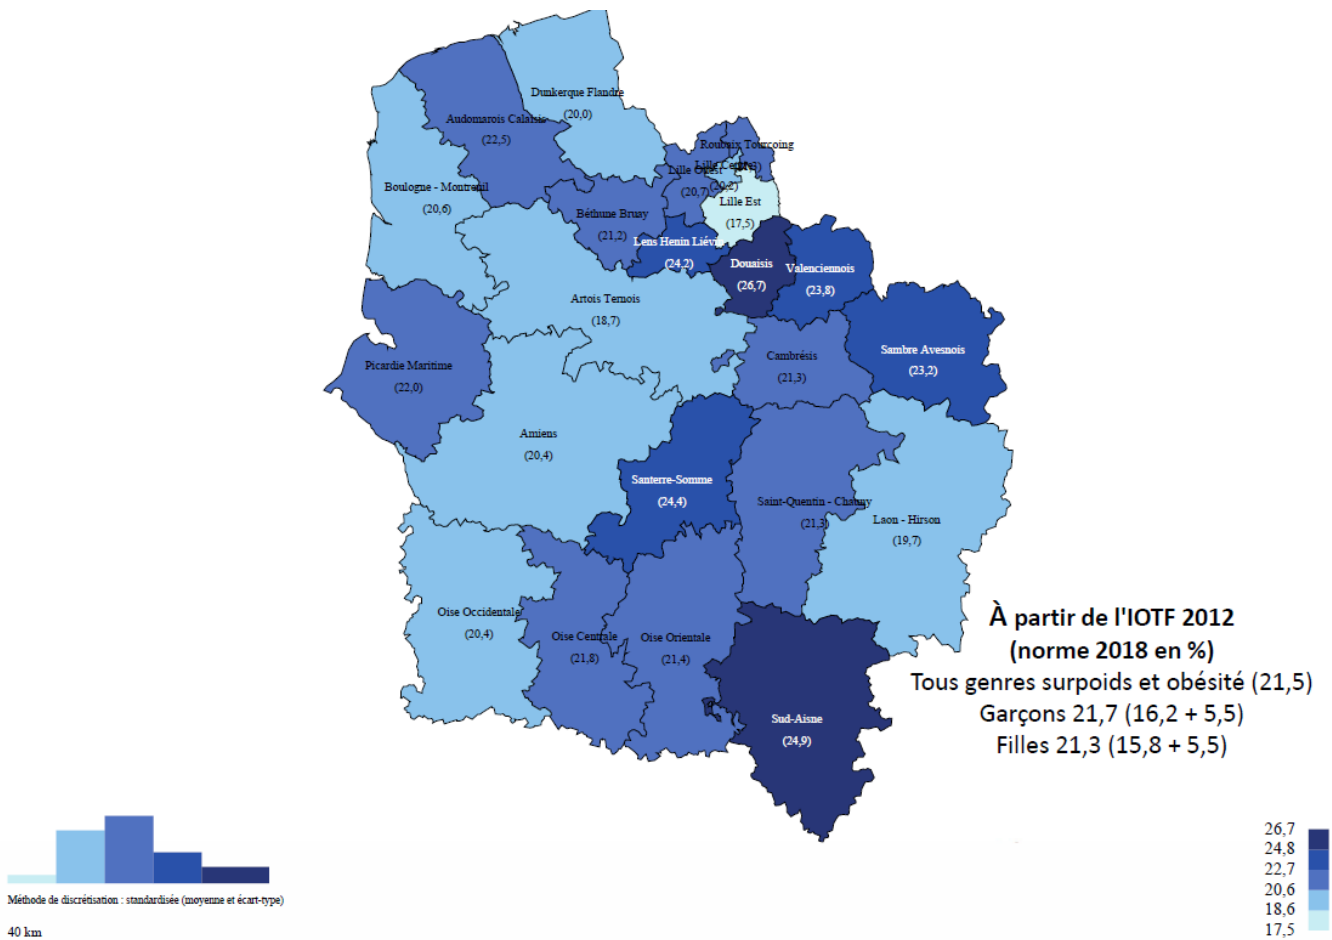 Dunkerque Flandre
(20,0)
Audomarois Calaisis
(22,5)
Roubaix Tourcoing
Lille Ouest
(20,7)
Lille Centre
(20,2)
Boulogne - Montreuil
(20,6)
Lille Est
(17,5)
Béthune Bruay
(21,2)
Lens Henin Liévin
(24,2)
Douaisis
(26,7)
Valenciennois
(23,8)
Artois Ternois
(18,7)
Sambre Avesnois
(23,2)
Cambrésis
(21,3)
Picardie Maritime
(22,0)
Amiens
(20,4)
Santerre-Somme
(24,4)
Saint-Quentin - Chauny
(21,3)
Laon - Hirson
(19,7)
Oise Occidentale
(20,4)
Oise Centrale
(21,8)
Oise Orientale
(21,4)
Sud-Aisne
(24,9)
À partir de l'IOTF 2012
(norme 2018 en %)
Tous genres surpoids et obésité (21,5)
Garçons 21,7 (16,2 + 5,5)
Filles 21,3 (15,8 + 5,5)
Méthode de discrétisation : standardisée (moyenne et écart-type)
40 km
26,7
24,8
22,7
20,6
18,6
17,5